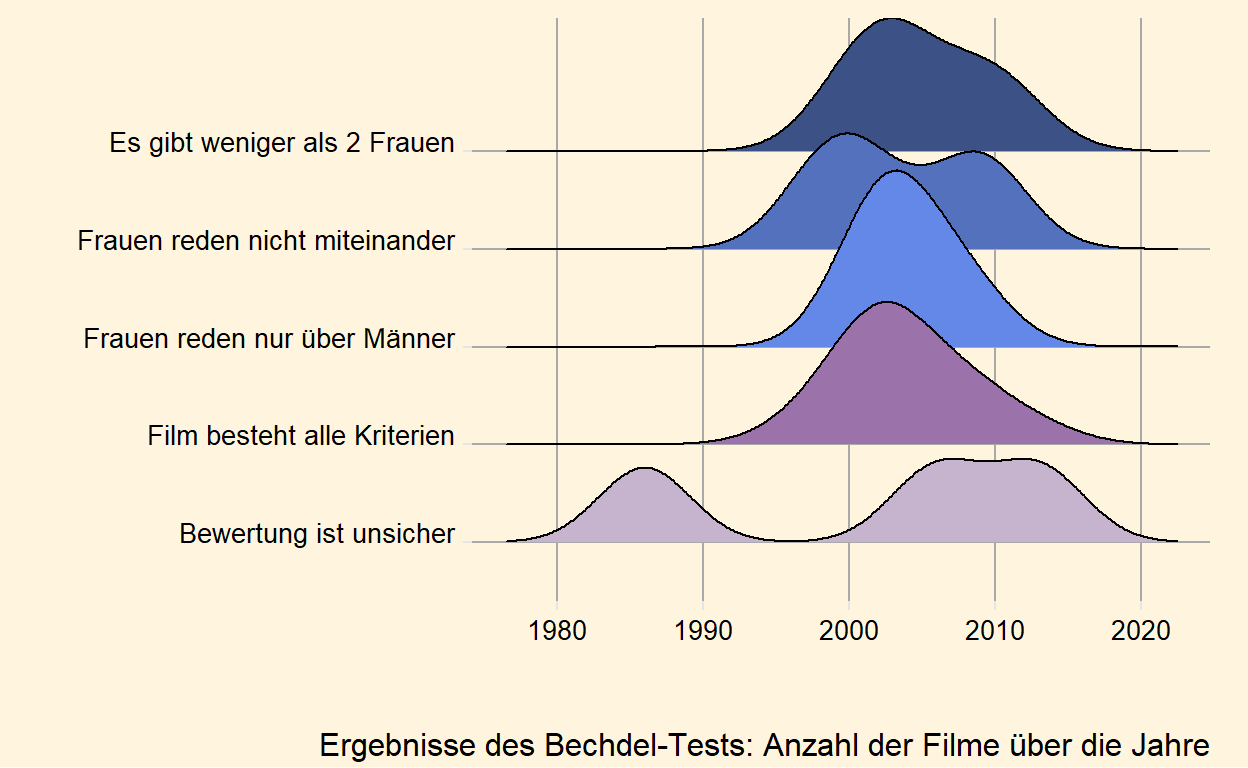 Es gibt weniger als 2 Frauen
Frauen reden nicht miteinander
Frauen reden nur über Männer
Film besteht alle Kriterien
Bewertung ist unsicher
1980 1990 2000 2010 2020
Ergebnisse des Bechdel-Tests: Anzahl der Filme über die Jahre